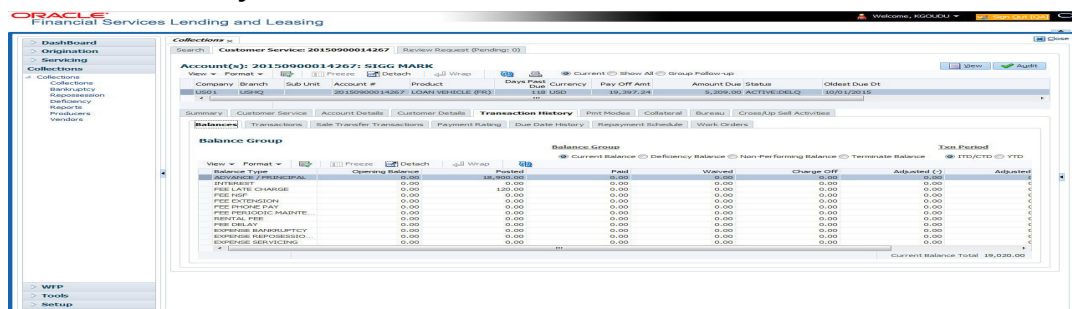 ORACLE
Financial Services Lending and Leasing
Welcome, KGOUDU
Sign Out [QA]
DashBoard
Origination
Servicing
Collections
Collections
Collections
Bankruptcy
Repossession
Deficiency
Reports
Producers
Vendors
WFP
Tools
Setup
Collections
Close
Search Customer Service: 20150900014267 Review Request (Pending: 0)
Account(s): 20150900014267: SIGG MARK
View Audit
View Format Freeze Detach Wrap Current Show All Group Follow-up
Company Branch Sub Unit Account # Product Days Past Due Currency Pay Off Amt Amount Due Status Oldest Due Dt
US01 USHQ 20150900014267 LOAN VEHICLE (FR) 118 USD 19,397.24 5,209.00 ACTIVE:DELQ 10/01/2015
Summary Customer Service Account Details Customer Details Transaction History Pmt Modes Collateral Bureau Cross/Up Sell Activities
Balances Transactions Sale Transfer Transactions Payment Rating Due Date History Repayment Schedule Work Orders
Balance Group
Balance Group Txn Period
Current Balance Deficiency Balance Non-Performing Balance Terminate Balance ITD/CTD YTD
View Format Freeze Detach Wrap
Balance Type Opening Balance Posted Paid Waived Charge Off Adjusted (-) Adjusted
ADVANCE / PRINCIPAL 0.00 18,900.00 0.00 0.00 0.00 0.00
INTEREST 0.00 0.00 0.00 0.00 0.00 0.00
FEE LATE CHARGE 0.00 120.00 0.00 0.00 0.00 0.00
FEE NSF 0.00 0.00 0.00 0.00 0.00 0.00
FEE EXTENSION 0.00 0.00 0.00 0.00 0.00 0.00
FEE PHONE PAY 0.00 0.00 0.00 0.00 0.00 0.00
FEE PERIODIC MAINTE... 0.00 0.00 0.00 0.00 0.00 0.00
RENTAL FEE 0.00 0.00 0.00 0.00 0.00 0.00
FEE DELAY 0.00 0.00 0.00 0.00 0.00 0.00
EXPENSE BANKRUPTCY 0.00 0.00 0.00 0.00 0.00 0.00
EXPENSE REPOSESSIO... 0.00 0.00 0.00 0.00 0.00 0.00
EXPENSE SERVICING 0.00 0.00 0.00 0.00 0.00 0.00
Current Balance Total 19,020.00